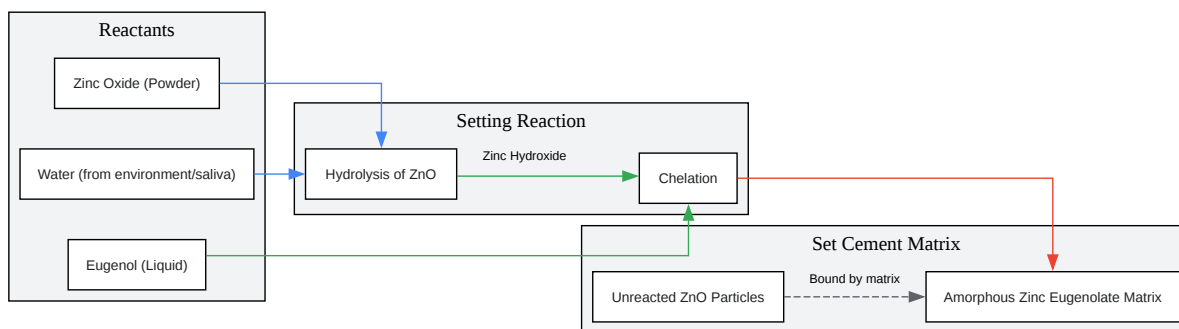 Reactants
Zinc Oxide (Powder)
Water (from environment/saliva)
Eugenol (Liquid)
Setting Reaction
Hydrolysis of ZnO
Zinc Hydroxide
Chelation
Set Cement Matrix
Unreacted ZnO Particles
Bound by matrix
Amorphous Zinc Eugenolate Matrix